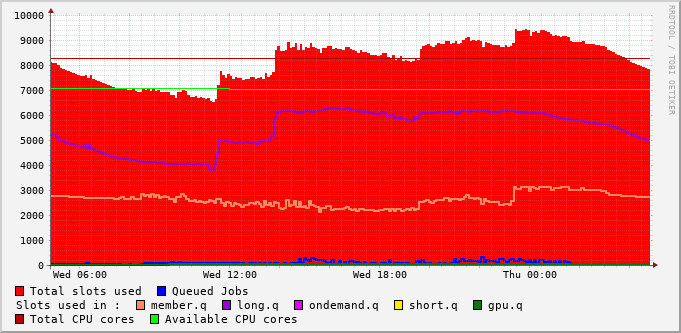 10000
9000
8000
7000
6000
5000
4000
3000
2000
1000
0
Wed 06:00 Wed 12:00 Wed 18:00 Thu 00:00
RRDTOOL / TOBI OETIKER
Total slots used Queued Jobs
Slots used in : member.q long.q ondemand.q short.q gpu.q
Total CPU cores Available CPU cores